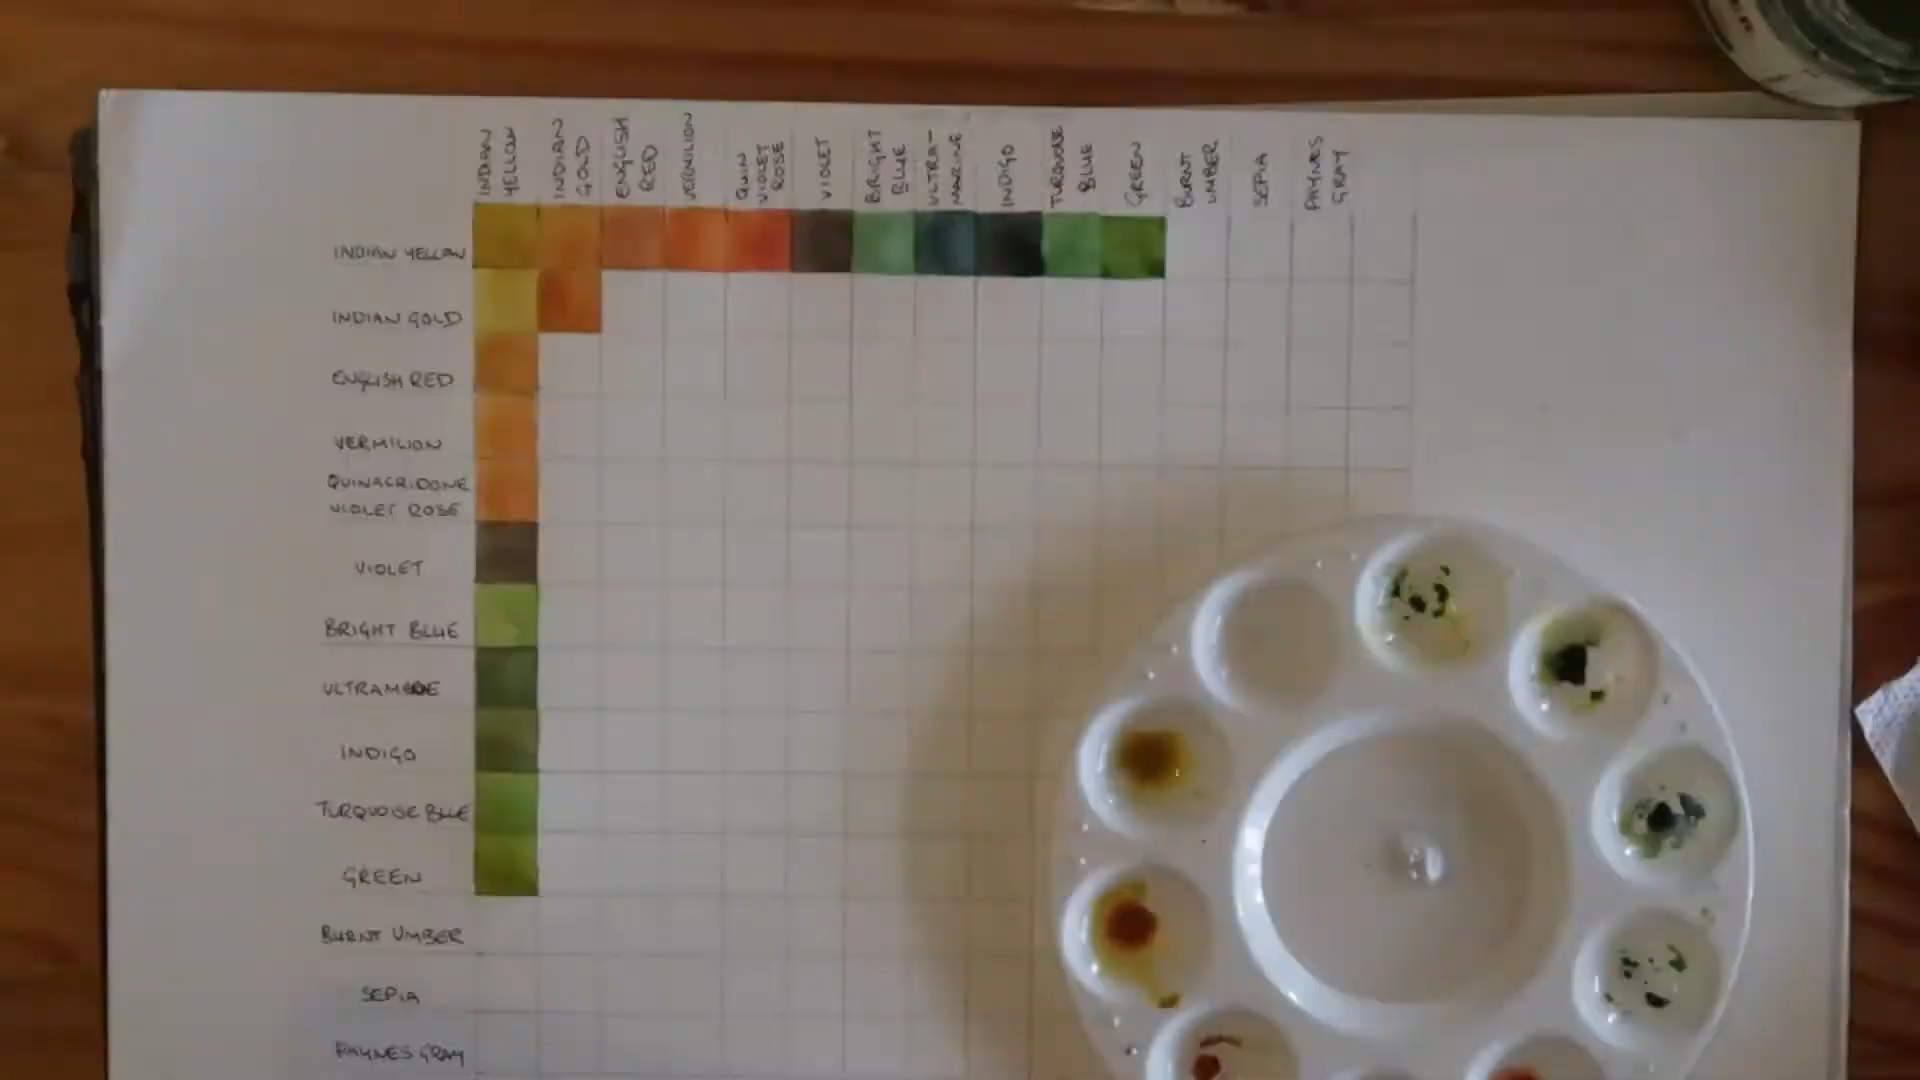 INDIAN
YELLOW
INDIAN
GOLD
ENGLISH
RED
VERMILION
QUIN
VIOLET
ROSE
VIOLET
BRIGHT
BLUE
ULTRA-
MARINE
INDIGO
TURQUOISE
BLUE
GREEN
BURNT
UMBER
SEPIA
PAYNES
GRAY
INDIAN YELLOW
INDIAN GOLD
ENGLISH RED
VERMILION
QUINACRIDONE
VIOLET ROSE
VIOLET
BRIGHT BLUE
INDIGO
TURQUOISE BLUE
GREEN
BURNT UMBER
SEPIA
PAYNES GRAY